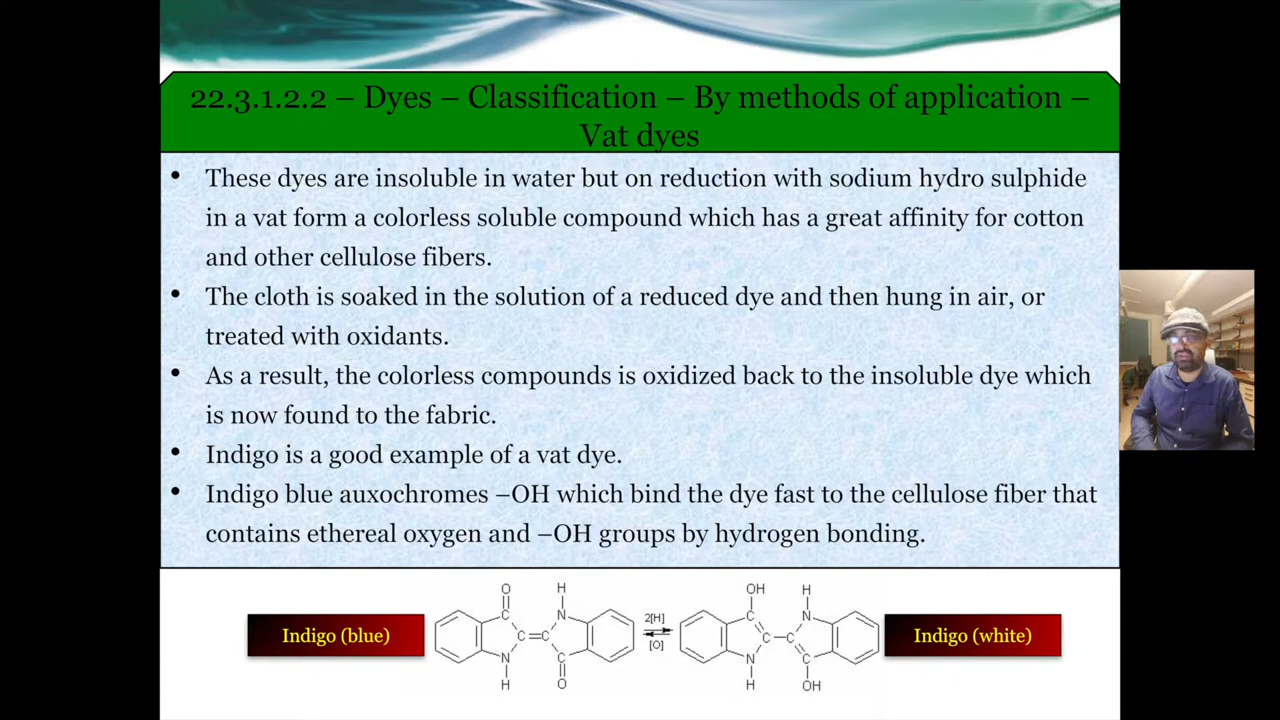 22.3.1.2.2 – Dyes – Classification – By methods of application –
Vat dyes
• These dyes are insoluble in water but on reduction with sodium hydro sulphide
in a vat form a colorless soluble compound which has a great affinity for cotton
and other cellulose fibers.
• The cloth is soaked in the solution of a reduced dye and then hung in air, or
treated with oxidants.
• As a result, the colorless compounds is oxidized back to the insoluble dye which
is now found to the fabric.
• Indigo is a good example of a vat dye.
• Indigo blue auxochromes –OH which bind the dye fast to the cellulose fiber that
contains ethereal oxygen and –OH groups by hydrogen bonding.
Indigo (blue)
O H
C N
C = C
N C
H O
2[H]
[O]
OH H
C N
C C
N C
H OH
Indigo (white)